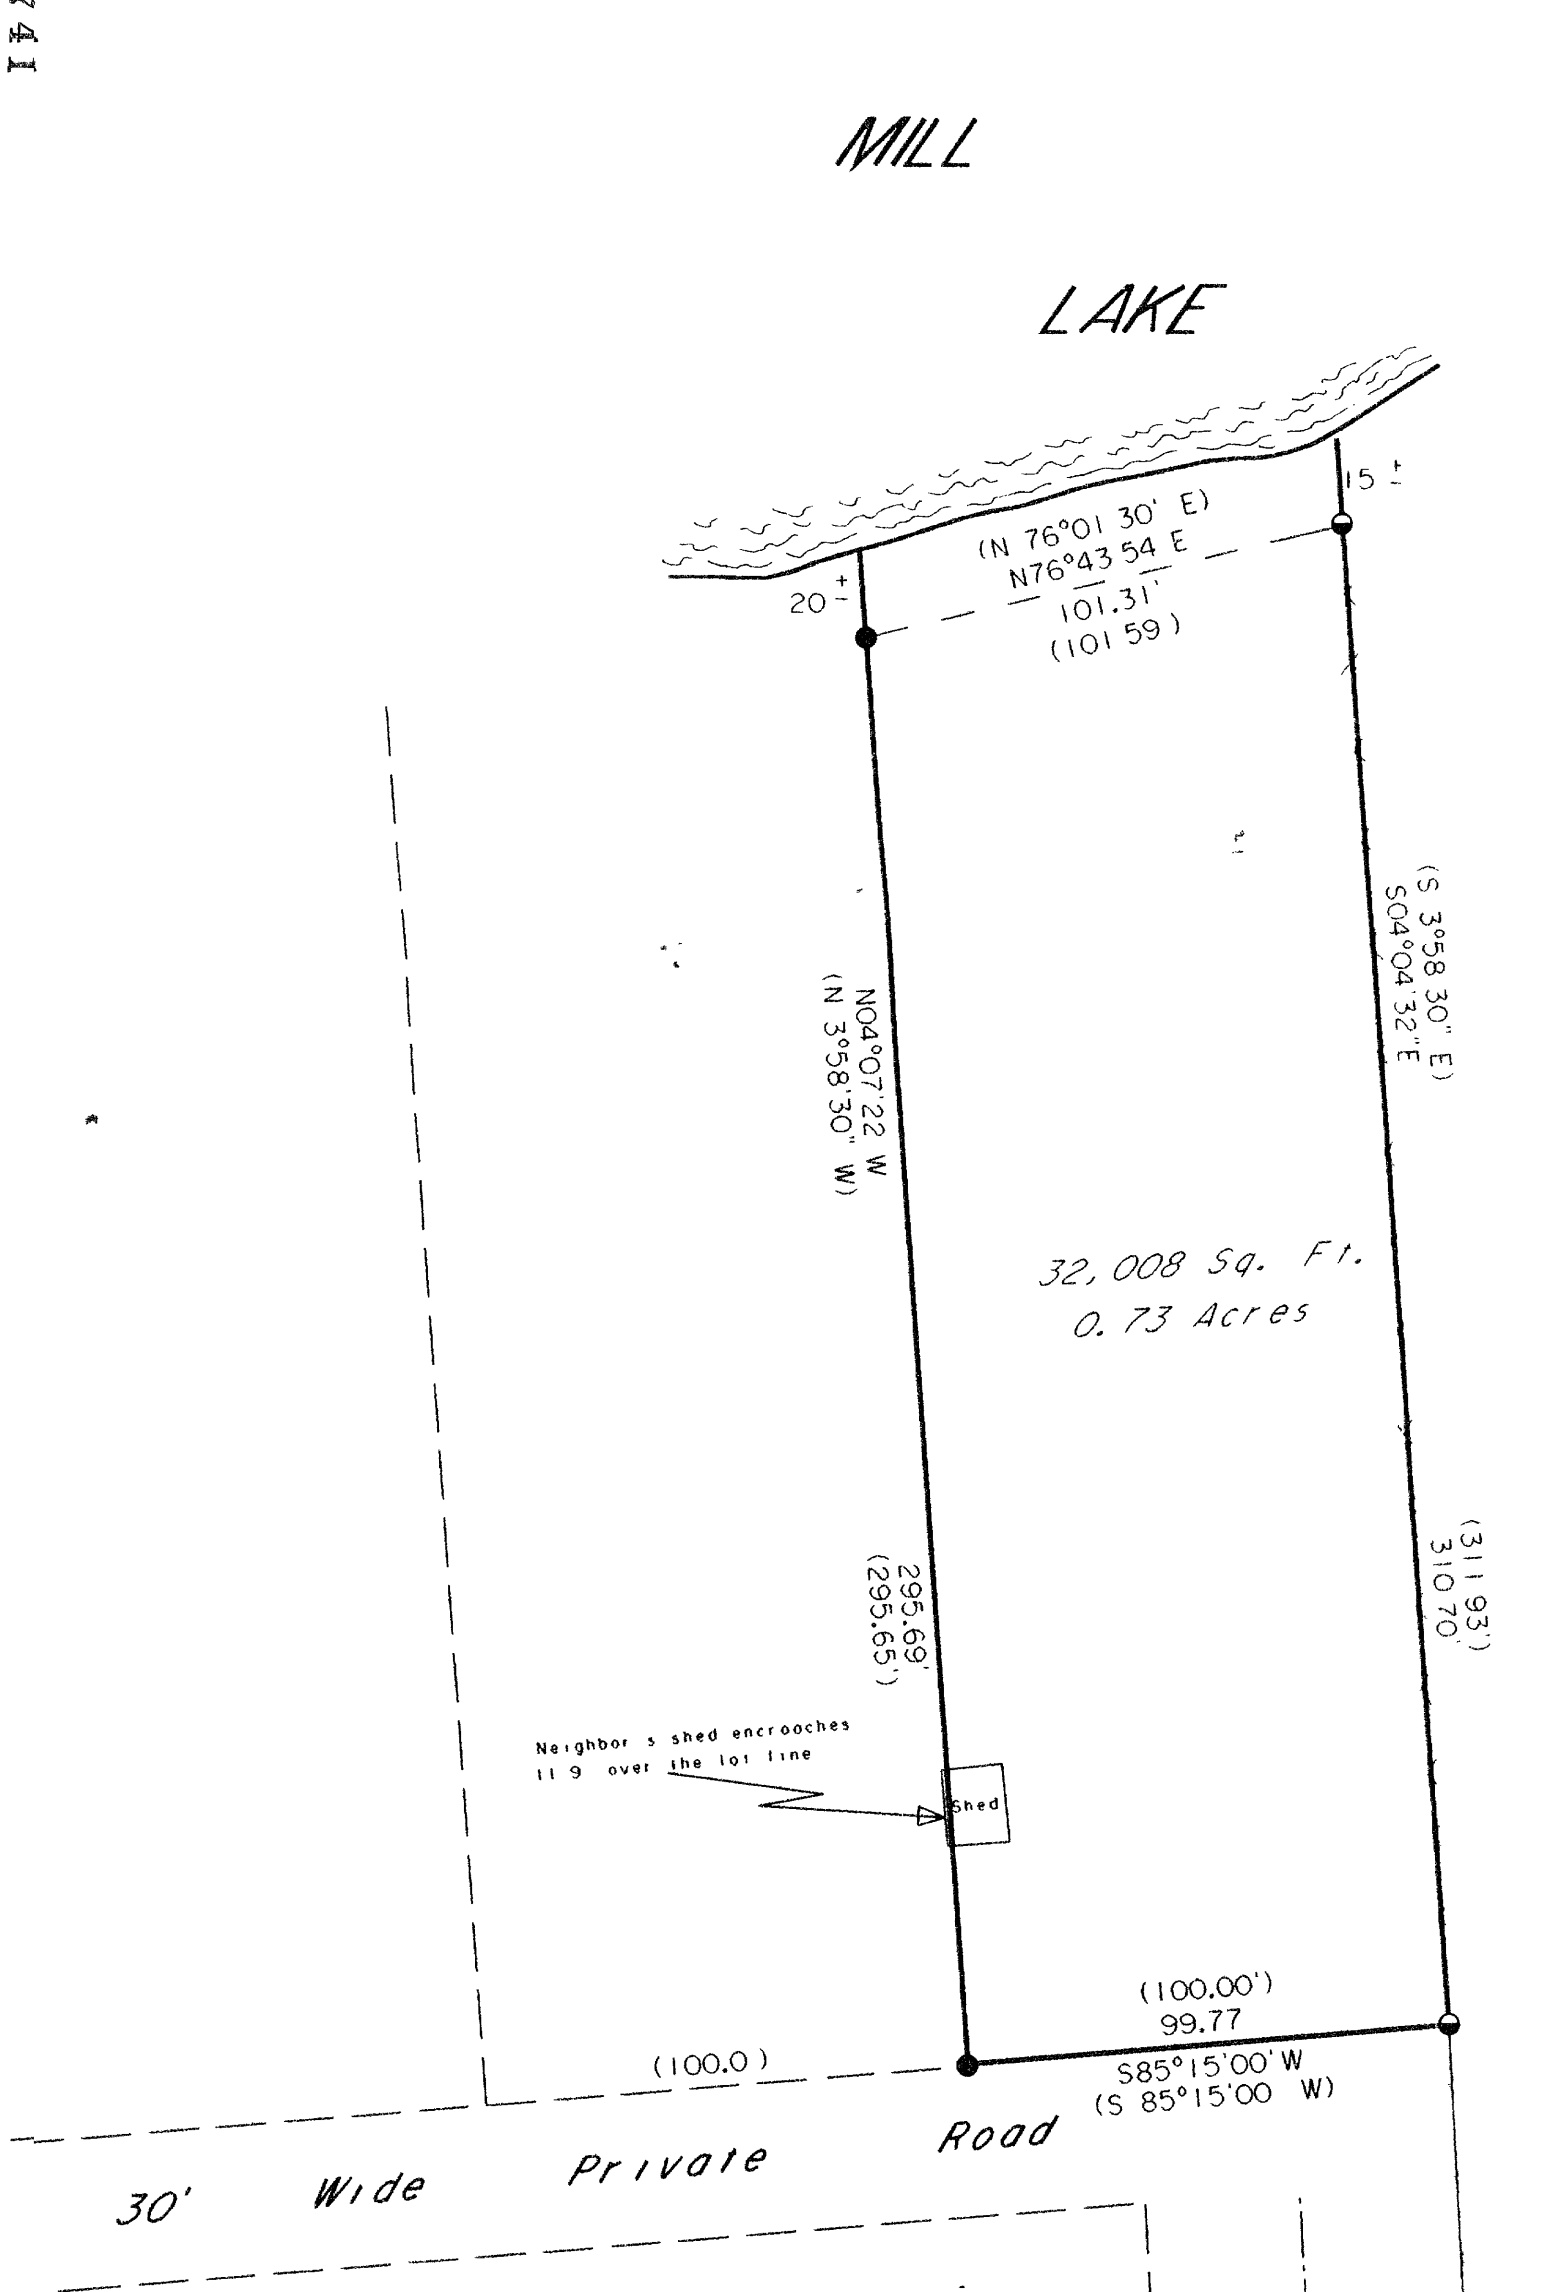 41
MILL
LAKE
15 ±
(N 76°01 30' E)
N76°43 54 E
20 ±
101.31'
(101 59 )
(S 3°58 30" E)
S04°04'32"E
N04°07'22 W
(N 3°58'30" W)
32,008 Sq. Ft.
0.73 Acres
(311 93')
310 70'
295.69'
(295.65')
Neighbor s shed encroaches
11 9 over the lot line
Shed
(100.00')
99.77
(100.0 )
S85°15'00'W
(S 85°15'00 W)
30' Wide Private Road